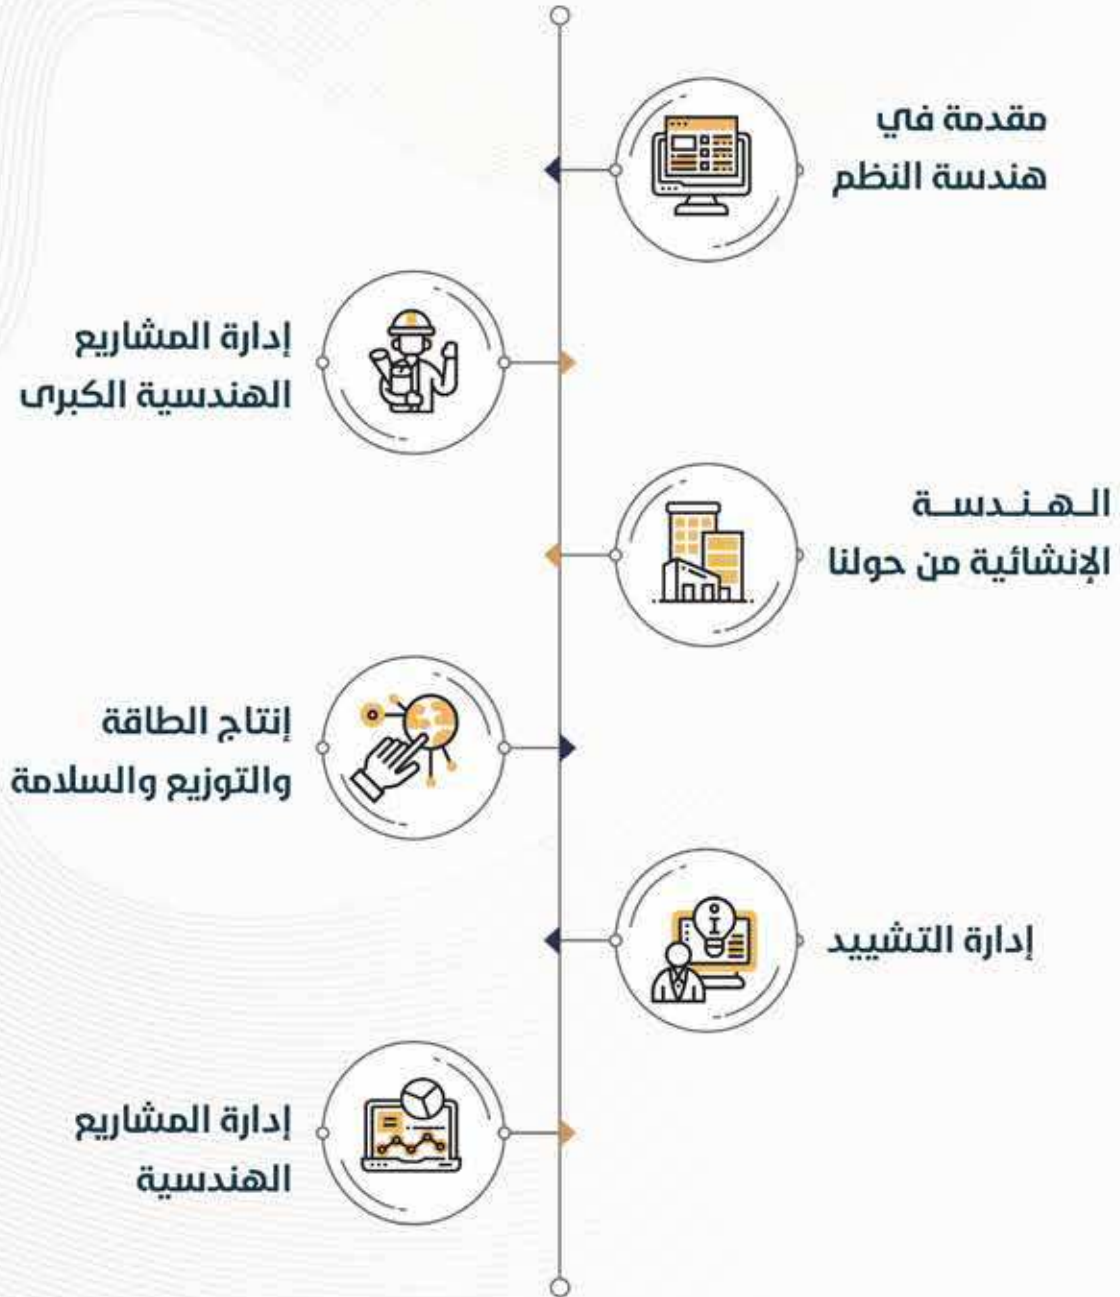 مقدمة في
هندسة النظم
إدارة المشاريع
الهندسية الكبرى
الـهـنـدسـة
الإنشائية من حولنا
إنتاج الطاقة
والتوزيع والسلامة
إدارة التشييد
إدارة المشاريع
الهندسية